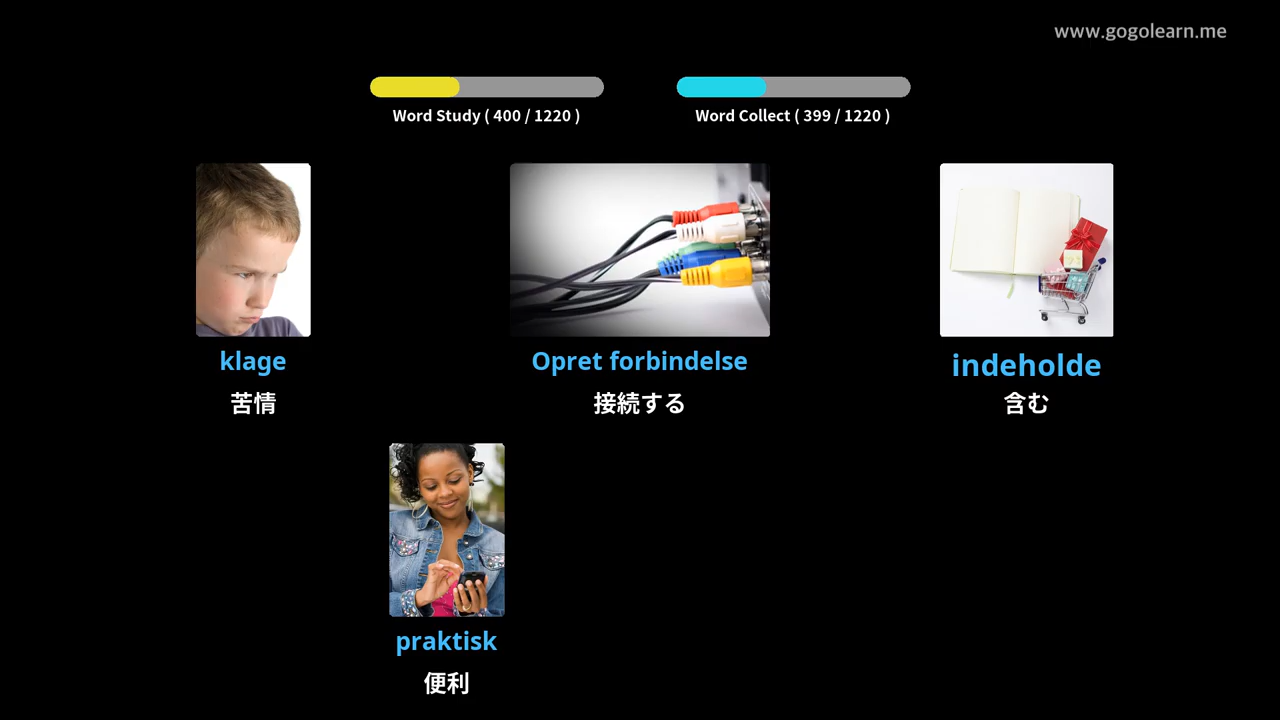 www.gogolearn.me
Word Study ( 400 / 1220 )
Word Collect ( 399 / 1220 )
klage
苦情
Opret forbindelse
接続する
indeholde
含む
praktisk
便利